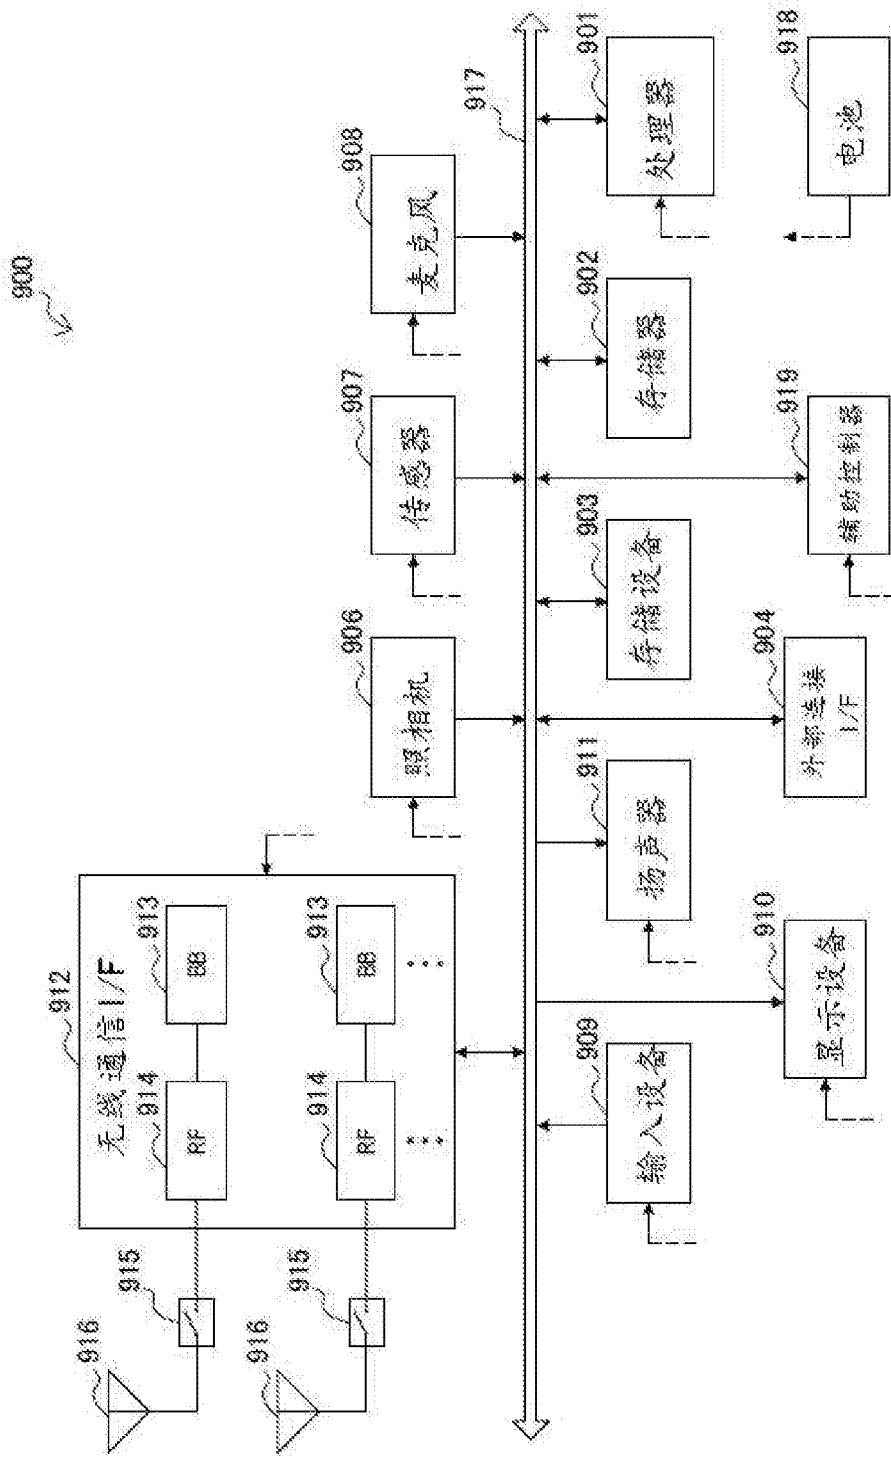 900
916
915
914
RF
913
BB
912
无线通信I/F
916
915
914
RF
913
BB
906
照相机
907
传感器
908
麦克风
917
909
输入设备
911
扬声器
903
存储设备
902
存储器
901
处理器
910
显示设备
904
外部连接
I/F
919
辅助控制器
918
电池